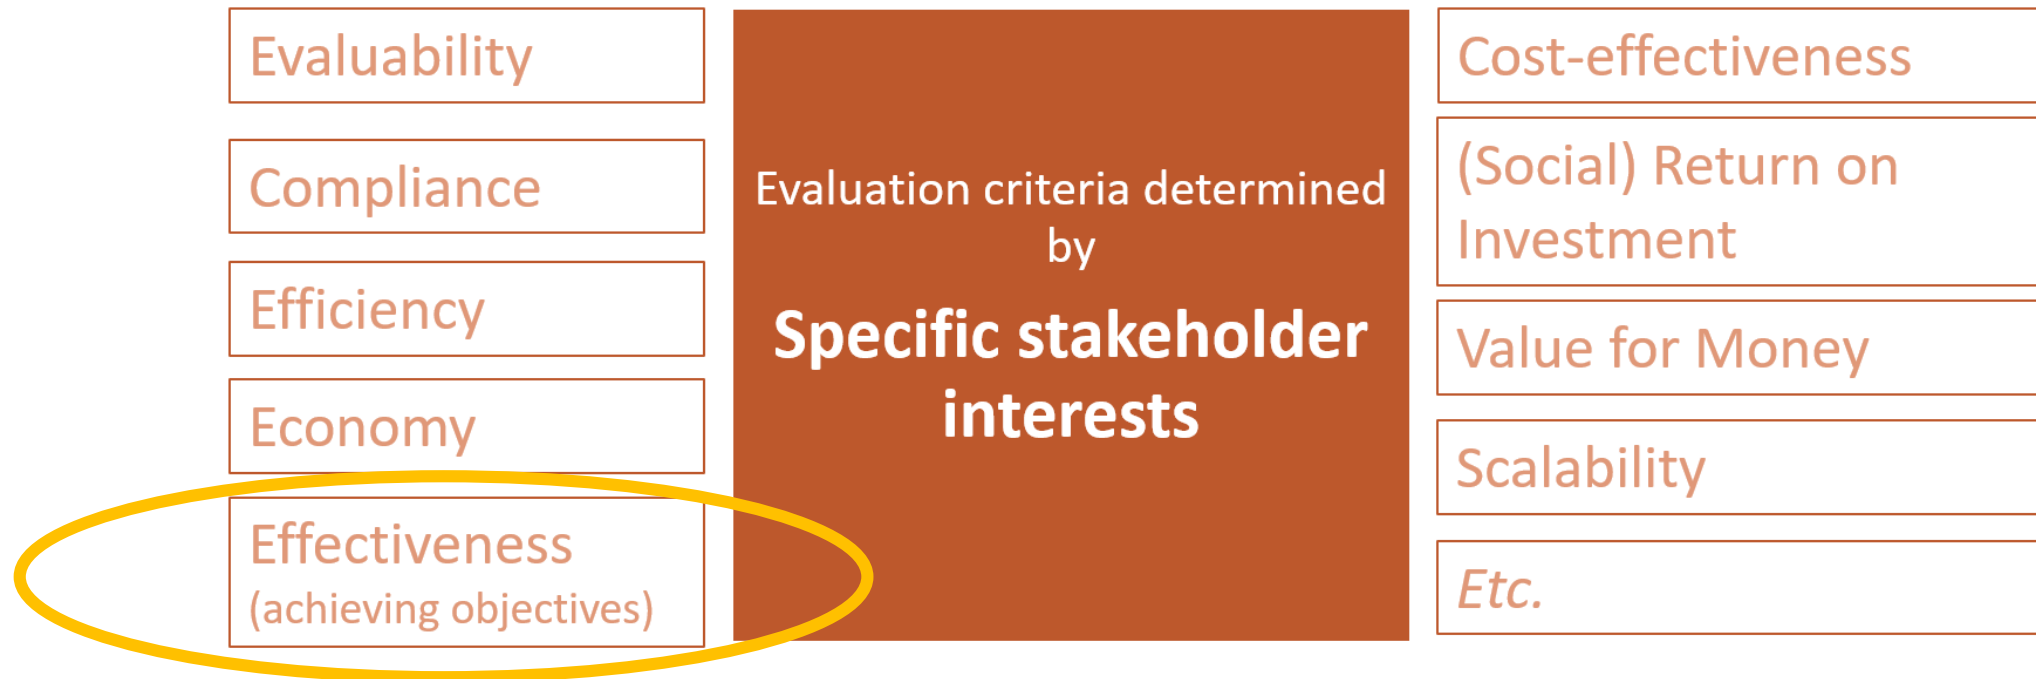 Evaluability
Compliance
Efficiency
Economy
Effectiveness
(achieving objectives)
Evaluation criteria determined
by
Specific stakeholder
interests
Cost-effectiveness
(Social) Return on
Investment
Value for Money
Scalability
Etc.